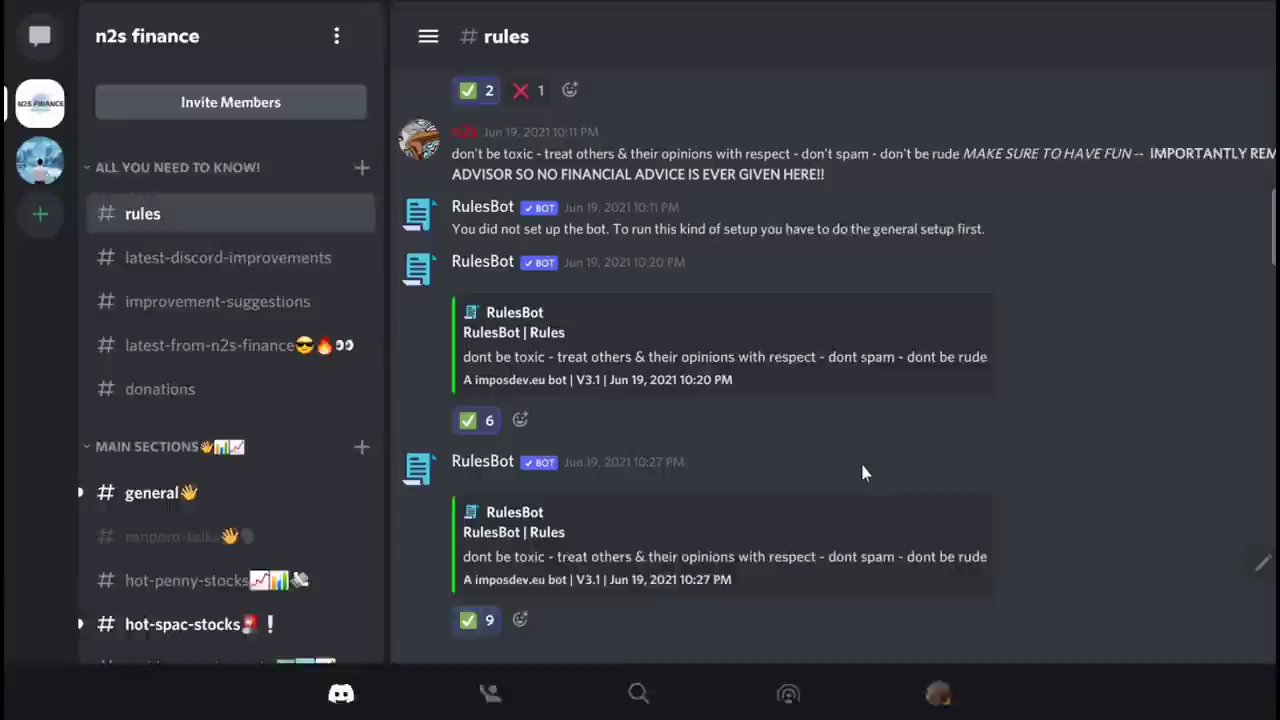 n2s finance
# rules
Invite Members
N2S FINANCE
ALL YOU NEED TO KNOW!
# rules
# latest-discord-improvements
# improvement-suggestions
# latest-from-n2s-finance😎🔥👀
# donations
MAIN SECTIONS👋📊📈
# general👋
# random-talks👋
# hot-penny-stocks📈📊💸
# hot-spac-stocks🚨❗
✅ 2 ❌ 1
n2s Jun 19, 2021 10:11 PM
don't be toxic - treat others & their opinions with respect - don't spam - don't be rude MAKE SURE TO HAVE FUN -- IMPORTANTLY REM
ADVISOR SO NO FINANCIAL ADVICE IS EVER GIVEN HERE!!
RulesBot ✔ BOT Jun 19, 2021 10:11 PM
You did not set up the bot. To run this kind of setup you have to do the general setup first.
RulesBot ✔ BOT Jun 19, 2021 10:20 PM
RulesBot
RulesBot | Rules
dont be toxic - treat others & their opinions with respect - dont spam - dont be rude
A imposdev.eu bot | V3.1 | Jun 19, 2021 10:20 PM
✅ 6
RulesBot ✔ BOT Jun 19, 2021 10:27 PM
RulesBot
RulesBot | Rules
dont be toxic - treat others & their opinions with respect - dont spam - dont be rude
A imposdev.eu bot | V3.1 | Jun 19, 2021 10:27 PM
✅ 9